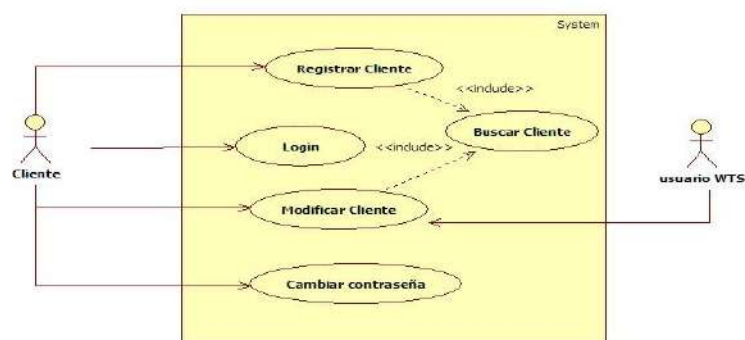 System
Registrar Cliente
<<include>>
Buscar Cliente
Login
<<include>>
Cliente
usuario WTS
Modificar Cliente
Cambiar contraseña